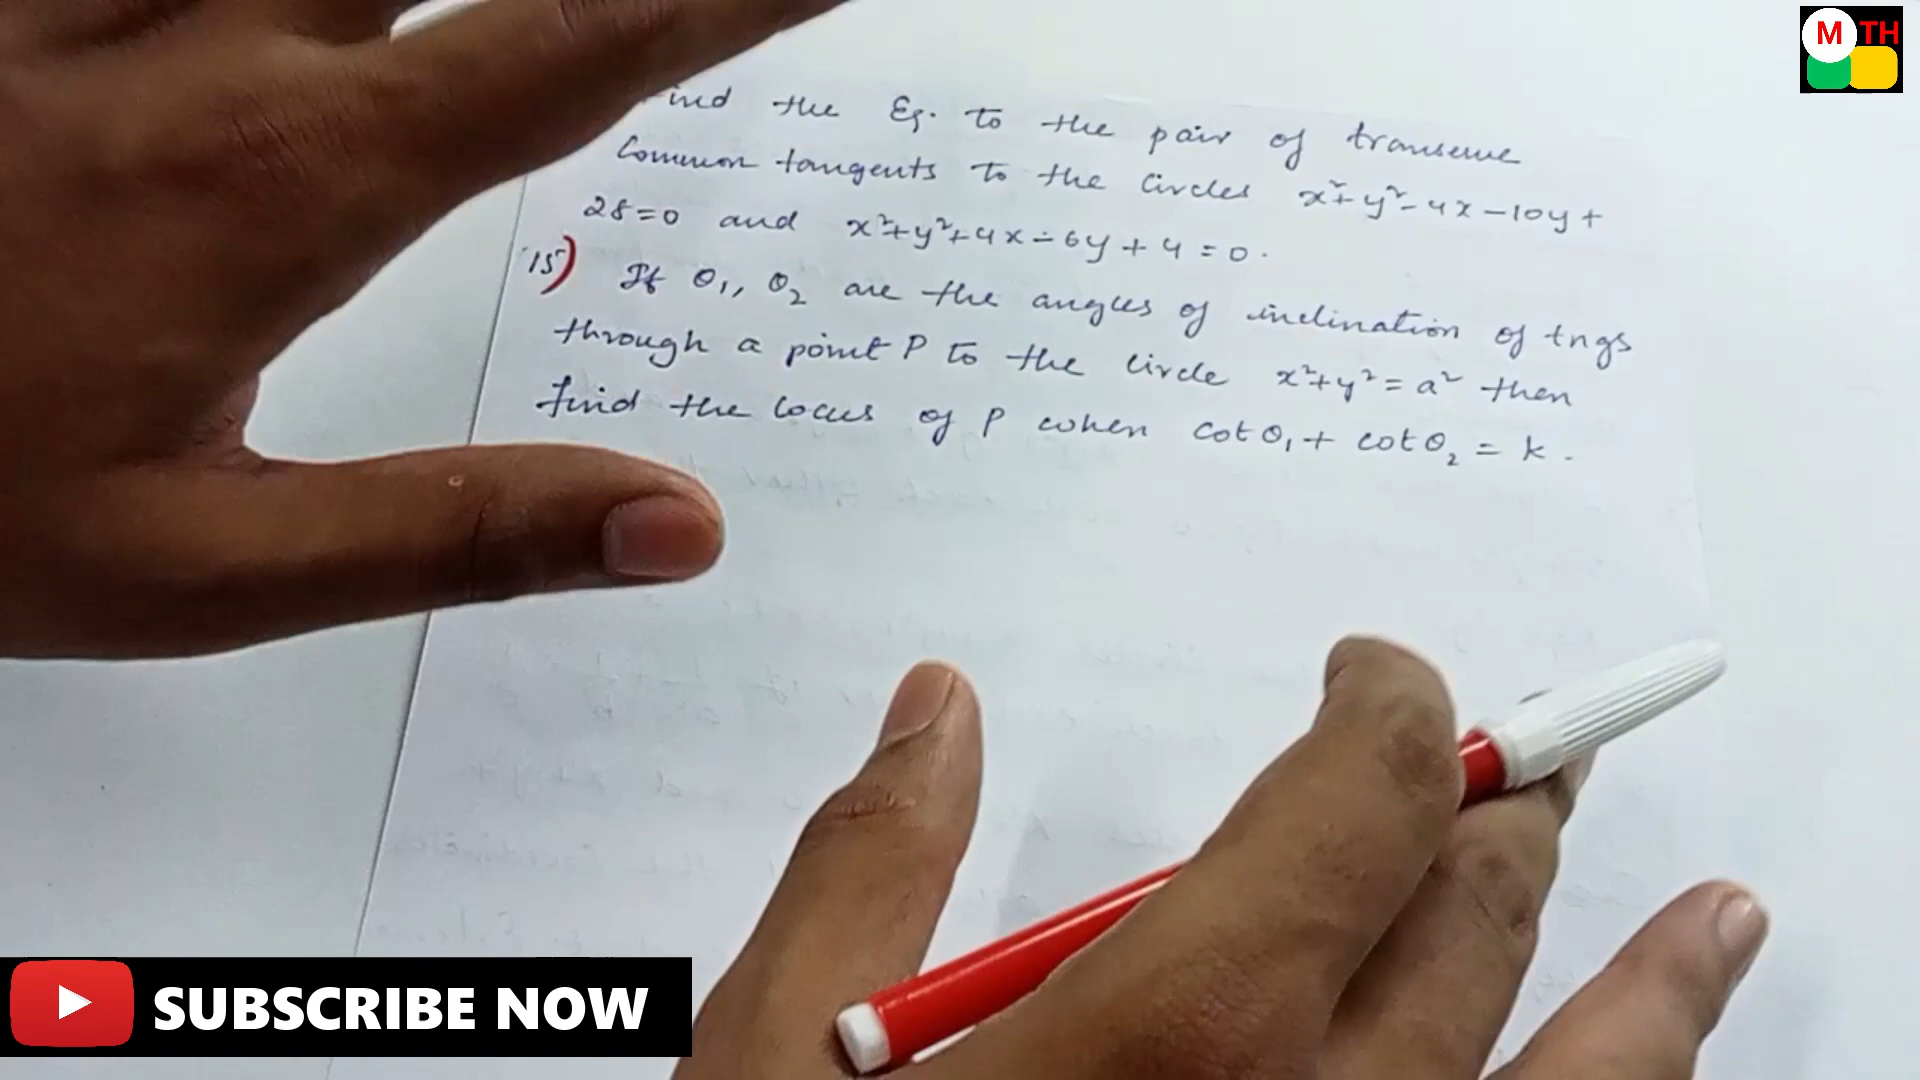 M TH
ind the Eq. to the pair of transerve
Common tangents to the circles x²+y²-4x-10y+
28=0 and x²+y²+4x-6y+4=0.
15) If θ₁, θ₂ are the angles of inclination of tngs
through a point P to the circle x²+y²=a² then
find the locus of P when cotθ₁+ cotθ₂ = k.
SUBSCRIBE NOW